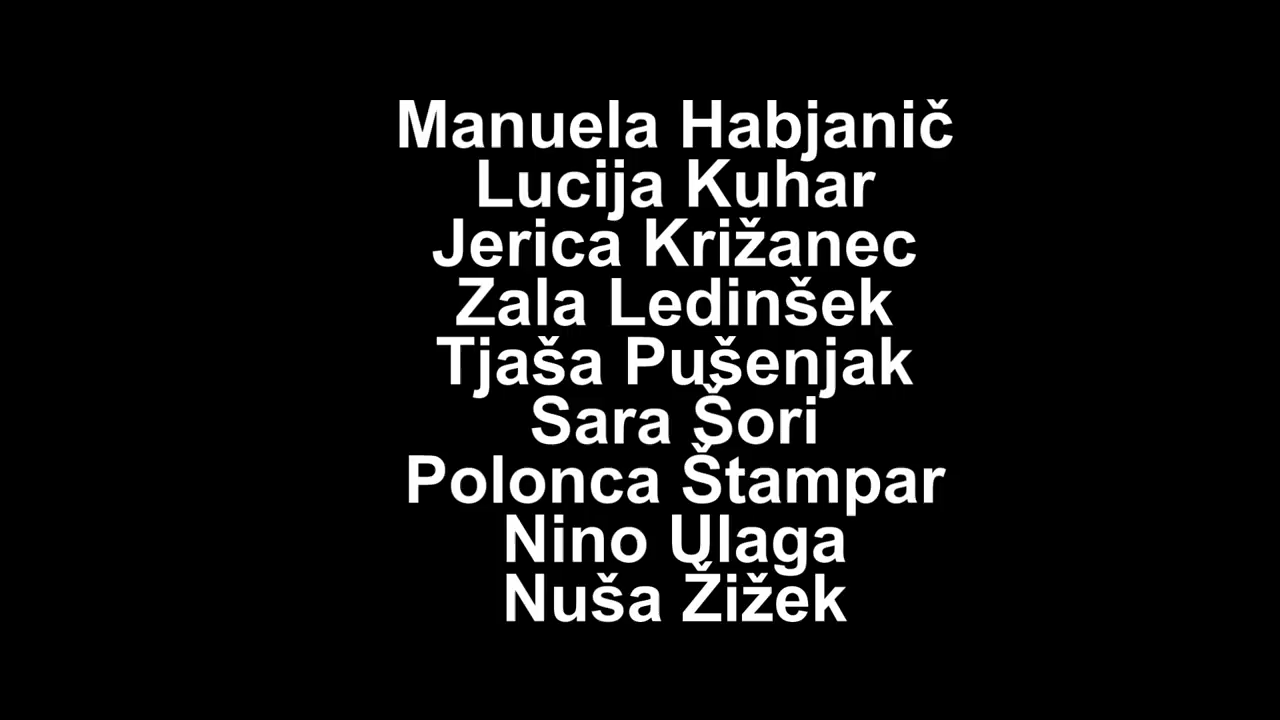 Manuela Habjanič
Lucija Kuhar
Jerica Križanec
Zala Ledinšek
Tjaša Pušenjak
Sara Šori
Polonca Štampar
Nino Ulaga
Nuša Žižek